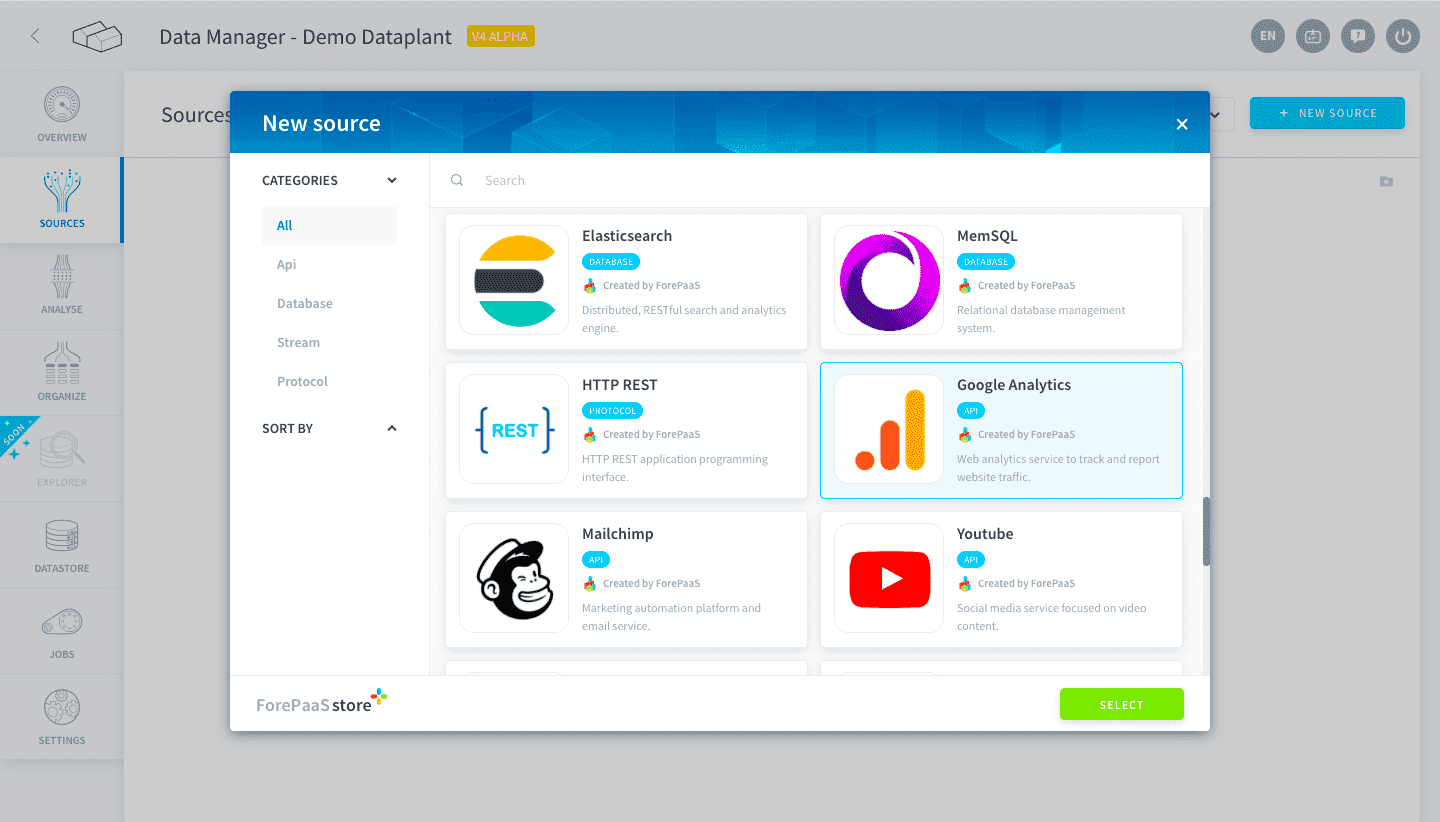 Data Manager - Demo Dataplant
V4 ALPHA
EN
OVERVIEW
SOURCES
ANALYSE
ORGANIZE
SOON
EXPLORER
DATASTORE
JOBS
SETTINGS
Sources
+ NEW SOURCE
New source
CATEGORIES
All
Api
Database
Stream
Protocol
SORT BY
Search
Elasticsearch
DATABASE
Created by ForePaaS
Distributed, RESTful search and analytics
engine.
MemSQL
DATABASE
Created by ForePaaS
Relational database management
system.
HTTP REST
{REST}
PROTOCOL
Created by ForePaaS
HTTP REST application programming
interface.
Google Analytics
API
Created by ForePaaS
Web analytics service to track and report
website traffic.
Mailchimp
API
Created by ForePaaS
Marketing automation platform and
email service.
Youtube
API
Created by ForePaaS
Social media service focused on video
content.
ForePaaS store
SELECT